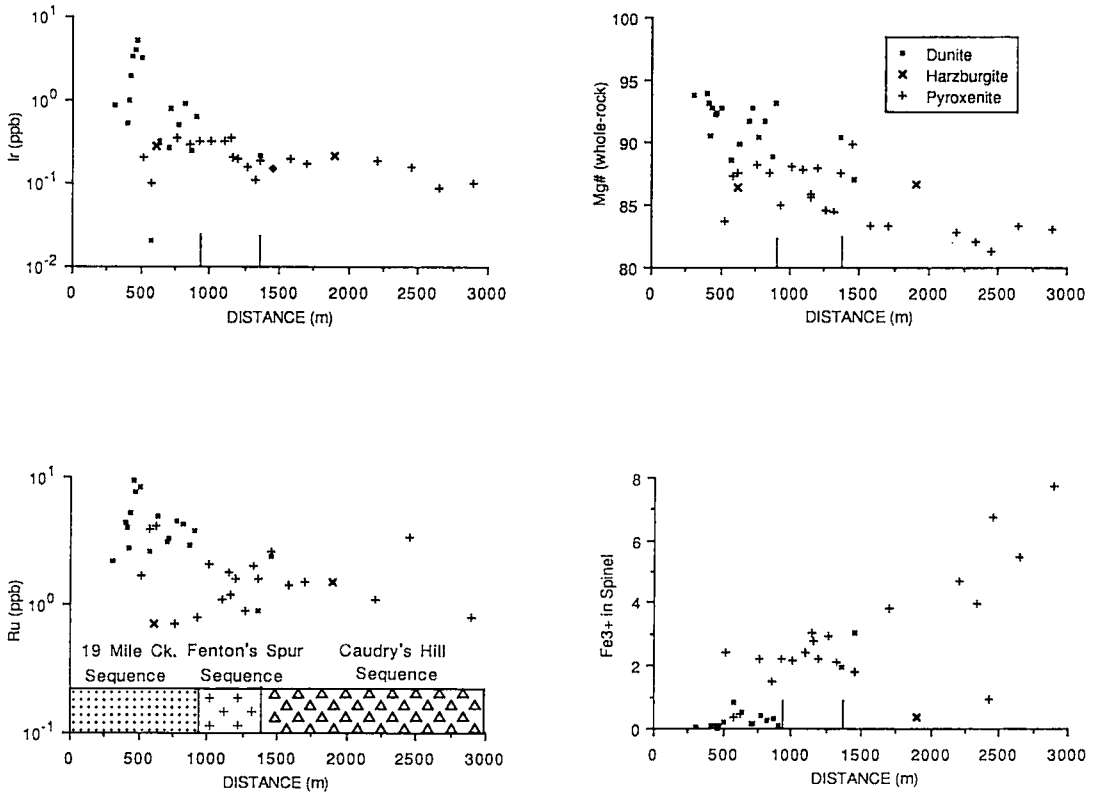 Ir (ppb)
10^1
10^0
10^-1
10^-2
0 500 1000 1500 2000 2500 3000
DISTANCE (m)
Mg# (whole-rock)
100
95
90
85
80
Dunite
Harzburgite
Pyroxenite
0 500 1000 1500 2000 2500 3000
DISTANCE (m)
Ru (ppb)
10^1
10^0
10^-1
19 Mile Ck. Fenton's Spur Caudry's Hill
Sequence Sequence Sequence
0 500 1000 1500 2000 2500 3000
DISTANCE (m)
Fe3+ in Spinel
8
6
4
2
0
0 500 1000 1500 2000 2500 3000
DISTANCE (m)